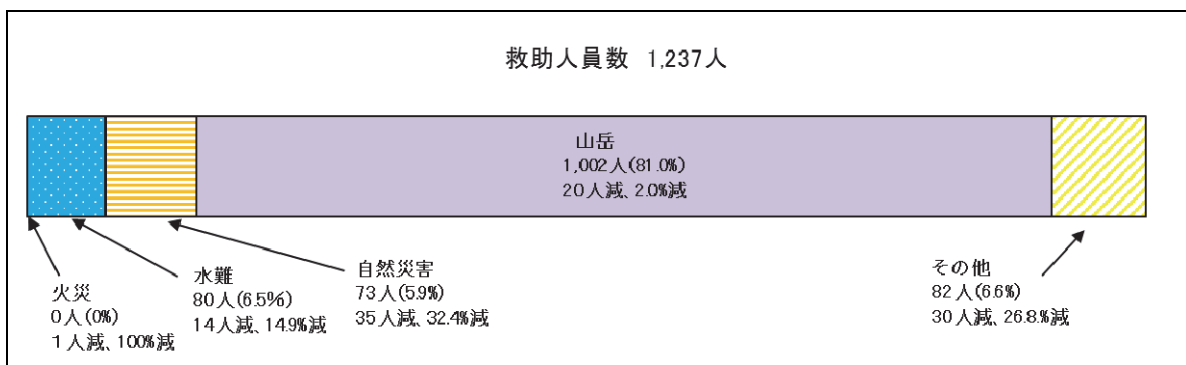 救助人員数 1,237人
山岳
1,002人(81.0%)
20人減、2.0%減
火災
0人(0%)
1人減、100%減
水難
80人(6.5%)
14人減、14.9%減
自然災害
73人(5.9%)
35人減、32.4%減
その他
82人(6.6%)
30人減、26.8.%減